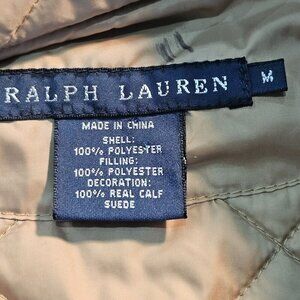 RALPH LAUREN
M
MADE IN CHINA
SHELL:
100% POLYESTER
FILLING:
100% POLYESTER
DECORATION:
100% REAL CALF
SUEDE